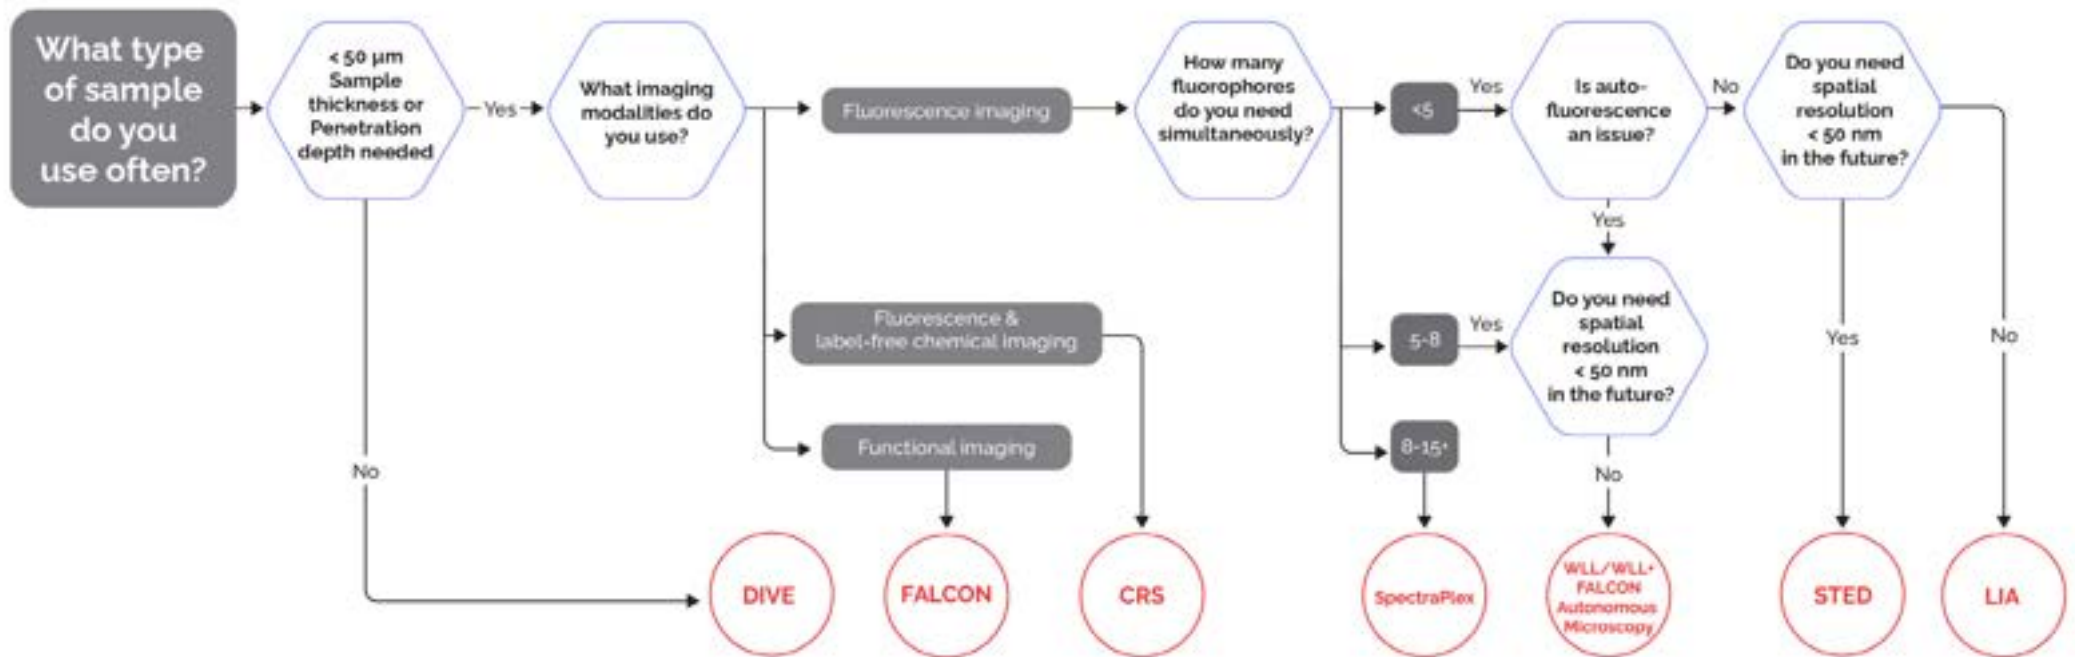 What type
of sample
do you
use often?
< 50 µm
Sample
thickness or
Penetration
depth needed
Yes
No
What imaging
modalities do
you use?
Fluorescence imaging
Fluorescence &
label-free chemical imaging
Functional imaging
How many
fluorophores
do you need
simultaneously?
<5
Yes
5-8
Yes
8-15+
Is auto-
fluorescence
an issue?
No
Yes
Do you need
spatial
resolution
< 50 nm
in the future?
Yes
No
Do you need
spatial
resolution
< 50 nm
in the future?
No
DIVE
FALCON
CRS
SpectraPlex
WLL/WLL+
FALCON
Autonomous
Microscopy
STED
LIA